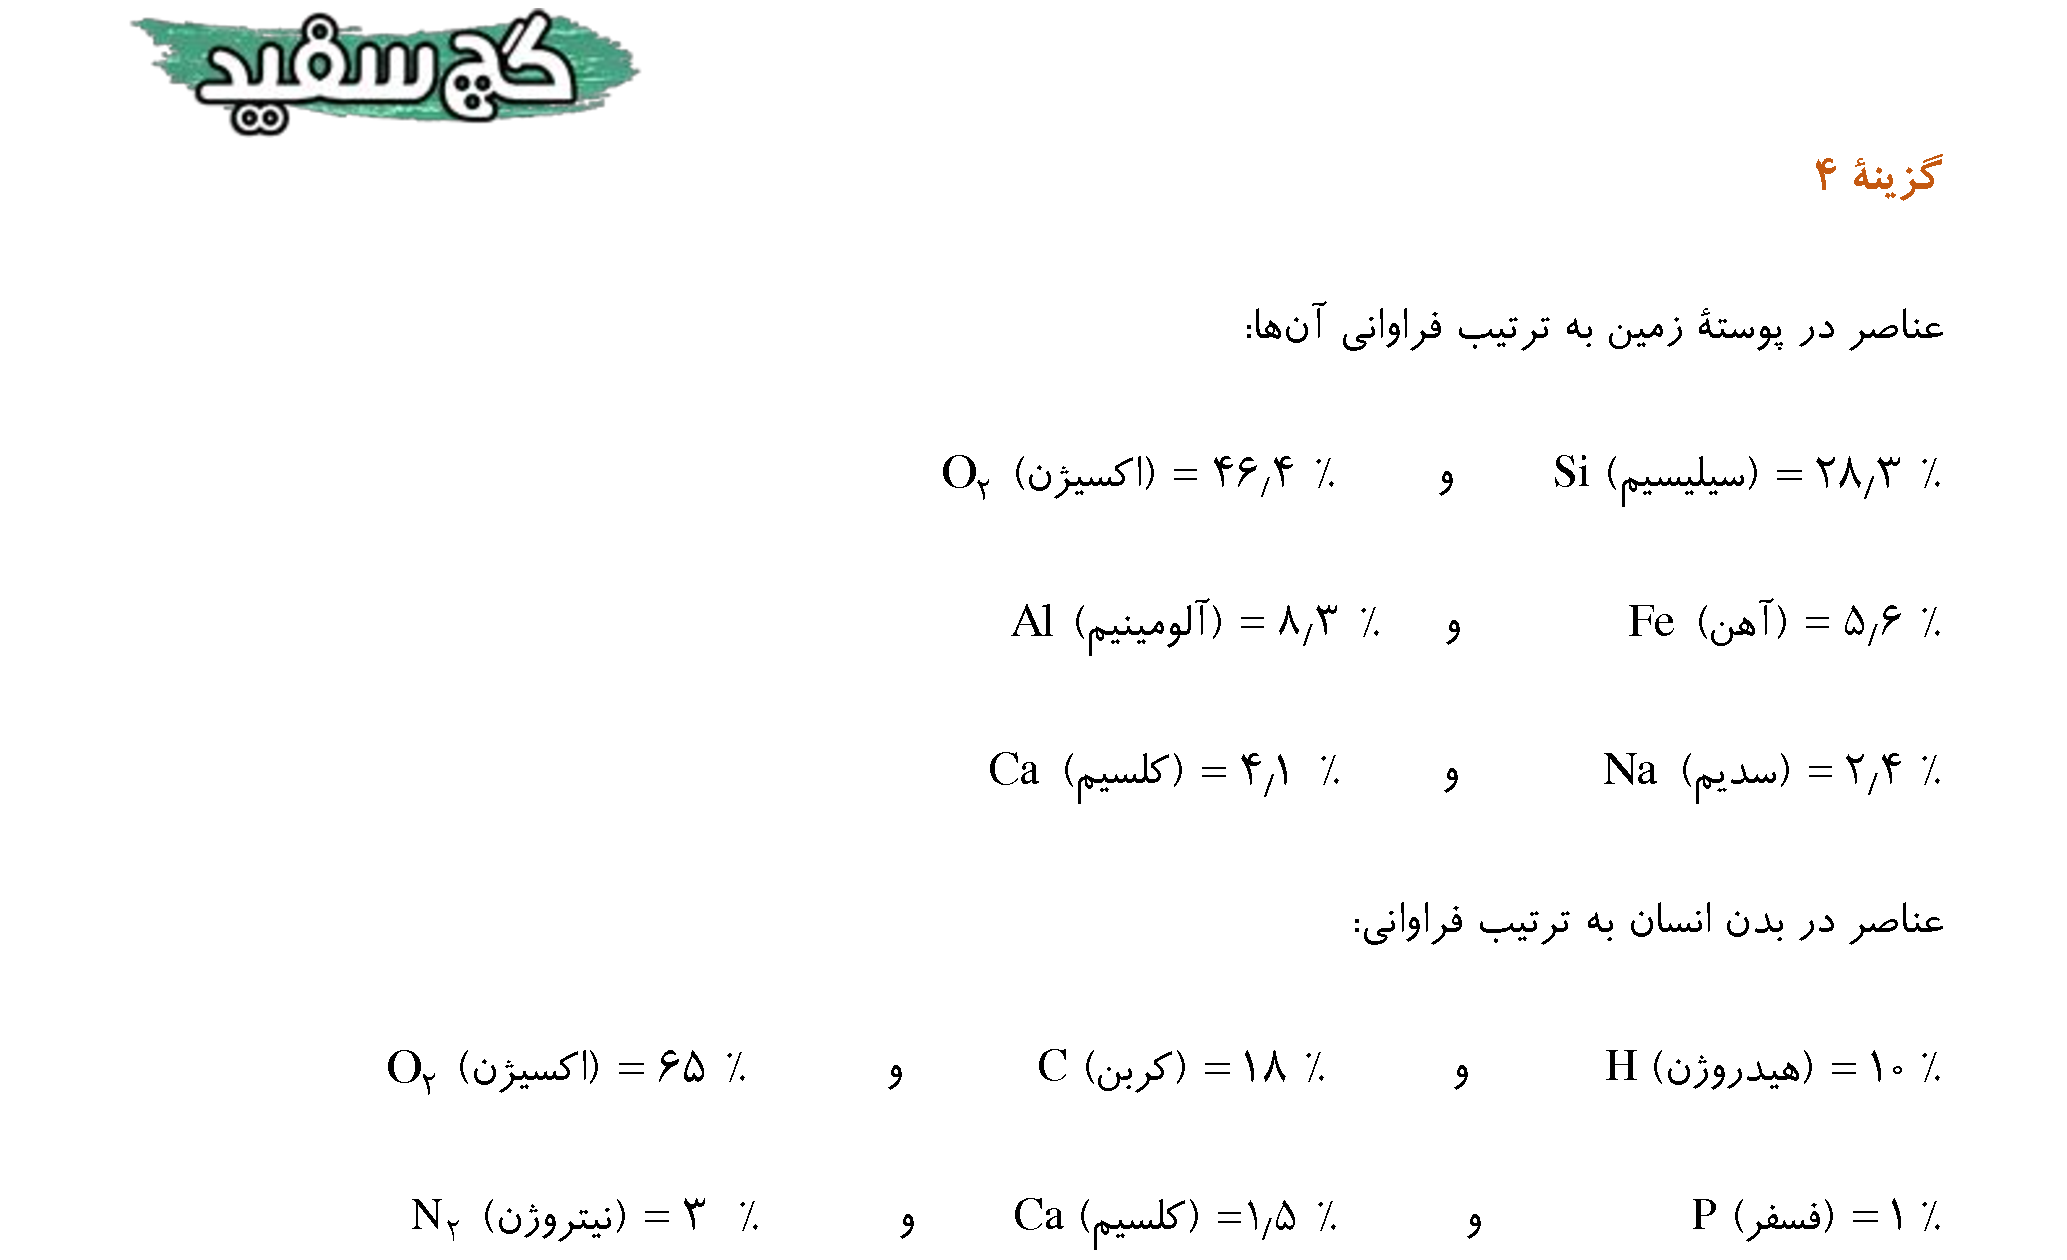 گچ سفید
گزینهٔ ۴
عناصر در پوستهٔ زمین به ترتیب فراوانی آن‌ها:
O₂ (اکسیژن) = ۴۶٫۴ ٪ و Si (سیلیسیم) = ۲۸٫۳ ٪
Al (آلومینیم) = ۸٫۳ ٪ و Fe (آهن) = ۵٫۶ ٪
Ca (کلسیم) = ۴٫۱ ٪ و Na (سدیم) = ۲٫۴ ٪
عناصر در بدن انسان به ترتیب فراوانی:
O₂ (اکسیژن) = ۶۵ ٪ و C (کربن) = ۱۸ ٪ و H (هیدروژن) = ۱۰ ٪
N₂ (نیتروژن) = ۳ ٪ و Ca (کلسیم) = ۱٫۵ ٪ و P (فسفر) = ۱ ٪